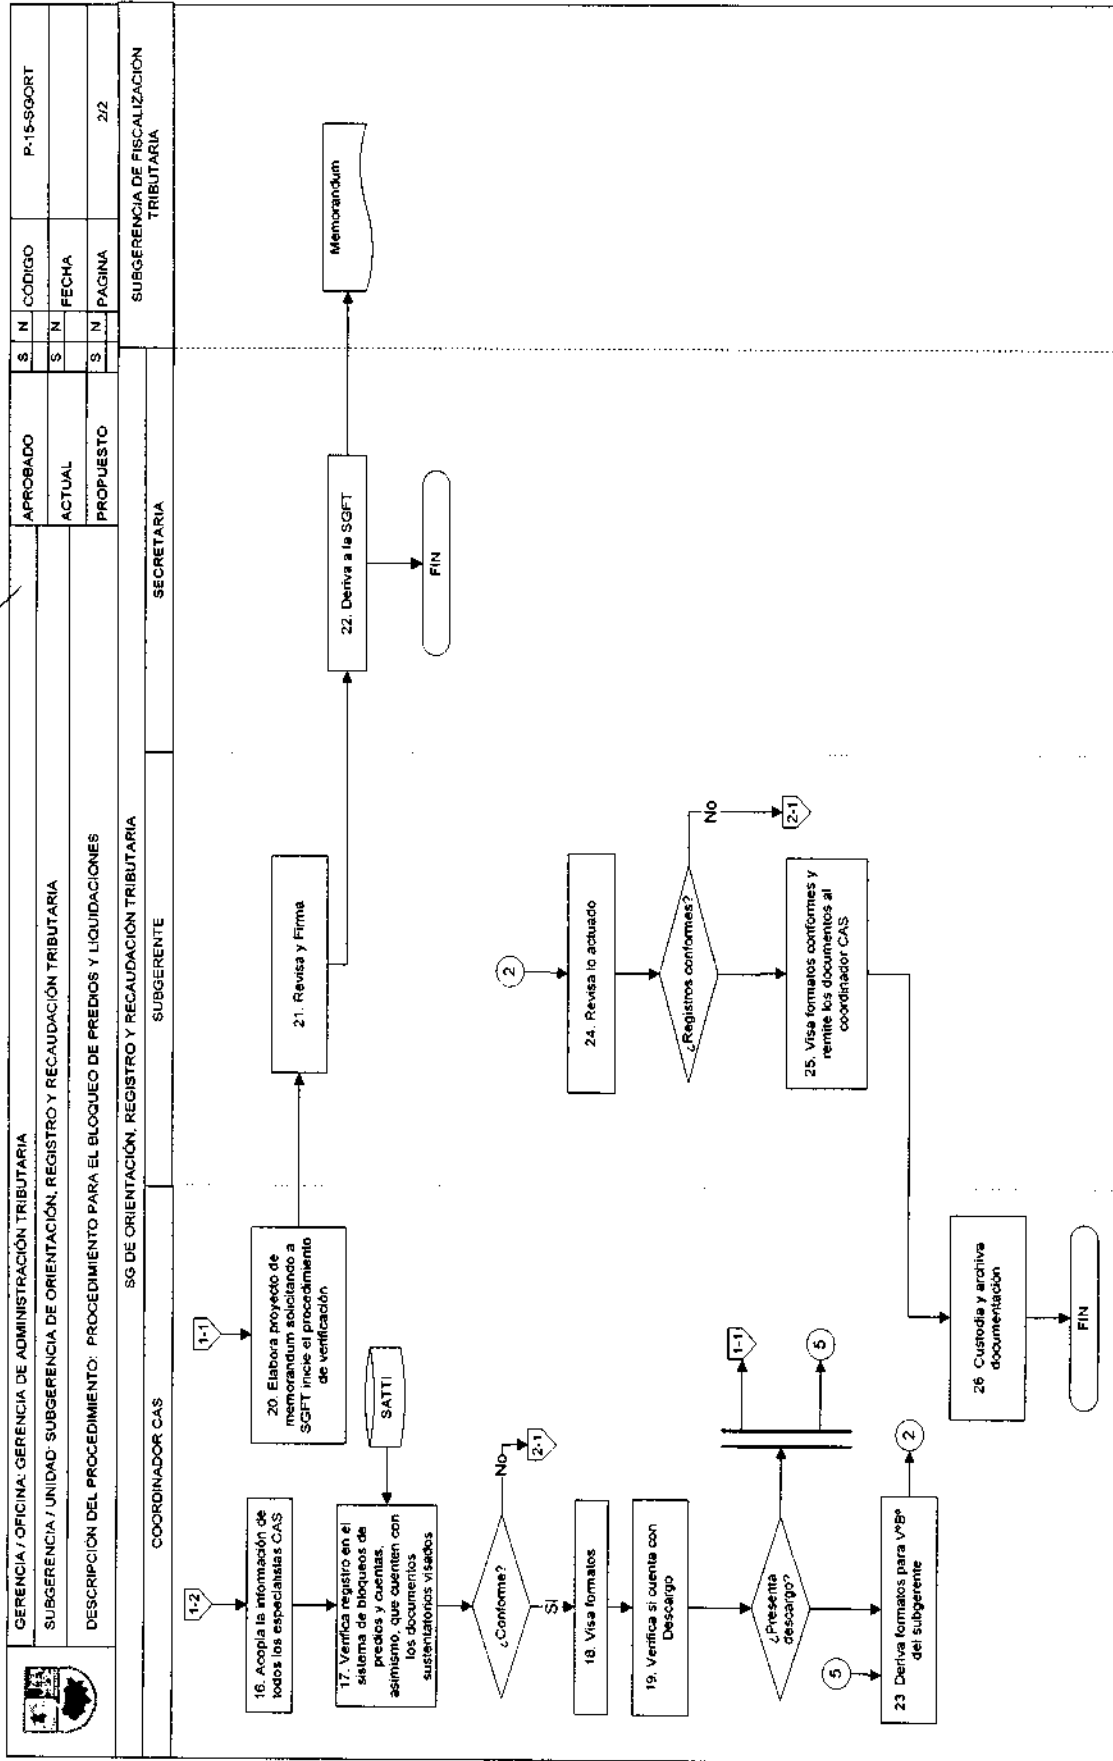 GERENCIA / OFICINA: GERENCIA DE ADMINISTRACIÓN TRIBUTARIA
APROBADO
S N
CÓDIGO
P-15-SGORT
SUBGERENCIA / UNIDAD: SUBGERENCIA DE ORIENTACIÓN, REGISTRO Y RECAUDACIÓN TRIBUTARIA
ACTUAL
S N
FECHA
DESCRIPCIÓN DEL PROCEDIMIENTO: PROCEDIMIENTO PARA EL BLOQUEO DE PREDIOS Y LIQUIDACIONES
PROPUESTO
S N
PAGINA
2/2
SG DE ORIENTACIÓN, REGISTRO Y RECAUDACIÓN TRIBUTARIA
SUBGERENCIA DE FISCALIZACIÓN
TRIBUTARIA
COORDINADOR CAS
SUBGERENTE
SECRETARIA
1-2
16. Acopla la información de
todos los especialistas CAS
17. Verifica registro en el
sistema de bloqueos de
predios y cuentas,
asimismo, que cuenten con
los documentos
sustentatorios visados
SATTI
¿Conforme?
No
2-1
SI
18. Visa formatos
19. Verifica si cuenta con
Descargo
¿Presenta
descargo?
1-1
5
5
23 Deriva formatos para V°B°
del subgerente
2
1-1
20. Elabora proyecto de
memorandum solicitando a
SGFT inicie el procedimiento
de verificación
21. Revisa y Firma
22. Deriva a la SGFT
FIN
Memorandum
2
24. Revisa lo actuado
¿Registros conformes?
No
2-1
25. Visa formatos conformes y
remite los documentos al
coordinador CAS
26 Custodia y archiva
documentación
FIN